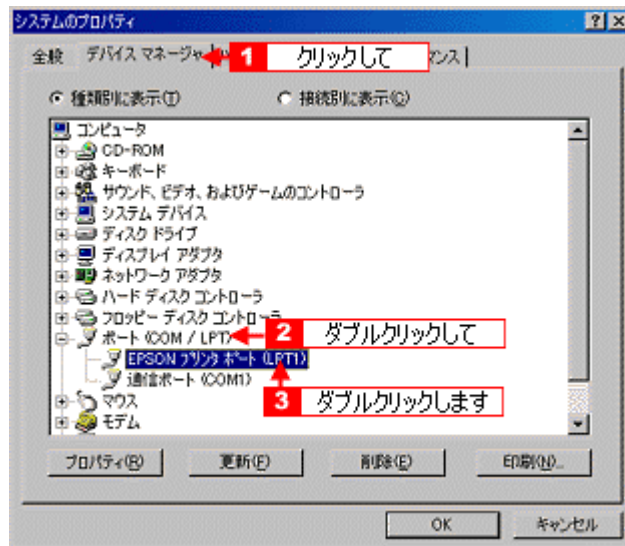 システムのプロパティ
全般 デバイス マネージャ 1 クリックして マンス
種類別に表示(T) 接続別に表示(C)
コンピュータ
CD-ROM
キーボード
サウンド、ビデオ、およびゲームのコントローラ
システム デバイス
ディスク ドライブ
ディスプレイ アダプタ
ネットワーク アダプタ
ハード ディスク コントローラ
フロッピー ディスク コントローラ
ポート (COM / LPT) 2 ダブルクリックして
EPSON プリンタ ポート (LPT1)
通信ポート (COM1)
3 ダブルクリックします
マウス
モデム
プロパティ(R) 更新(F) 削除(E) 印刷(N)...
OK キャンセル